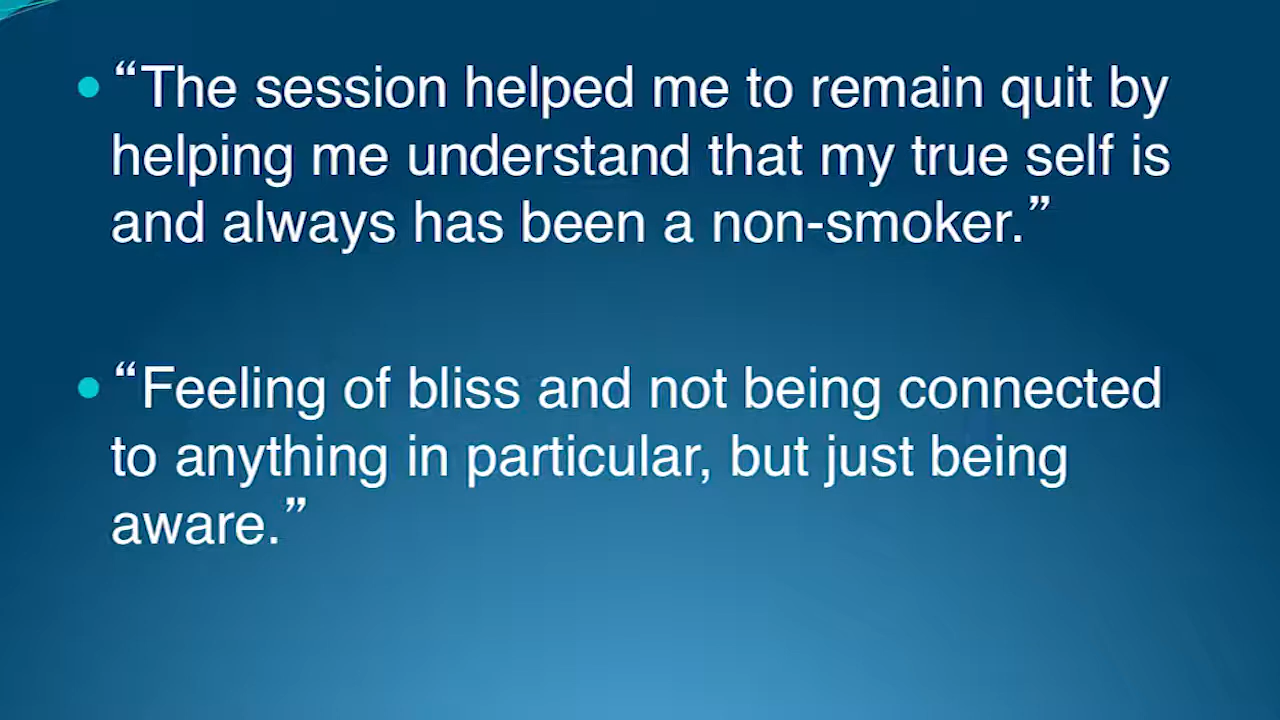 • “The session helped me to remain quit by
helping me understand that my true self is
and always has been a non-smoker.”
• “Feeling of bliss and not being connected
to anything in particular, but just being
aware.”